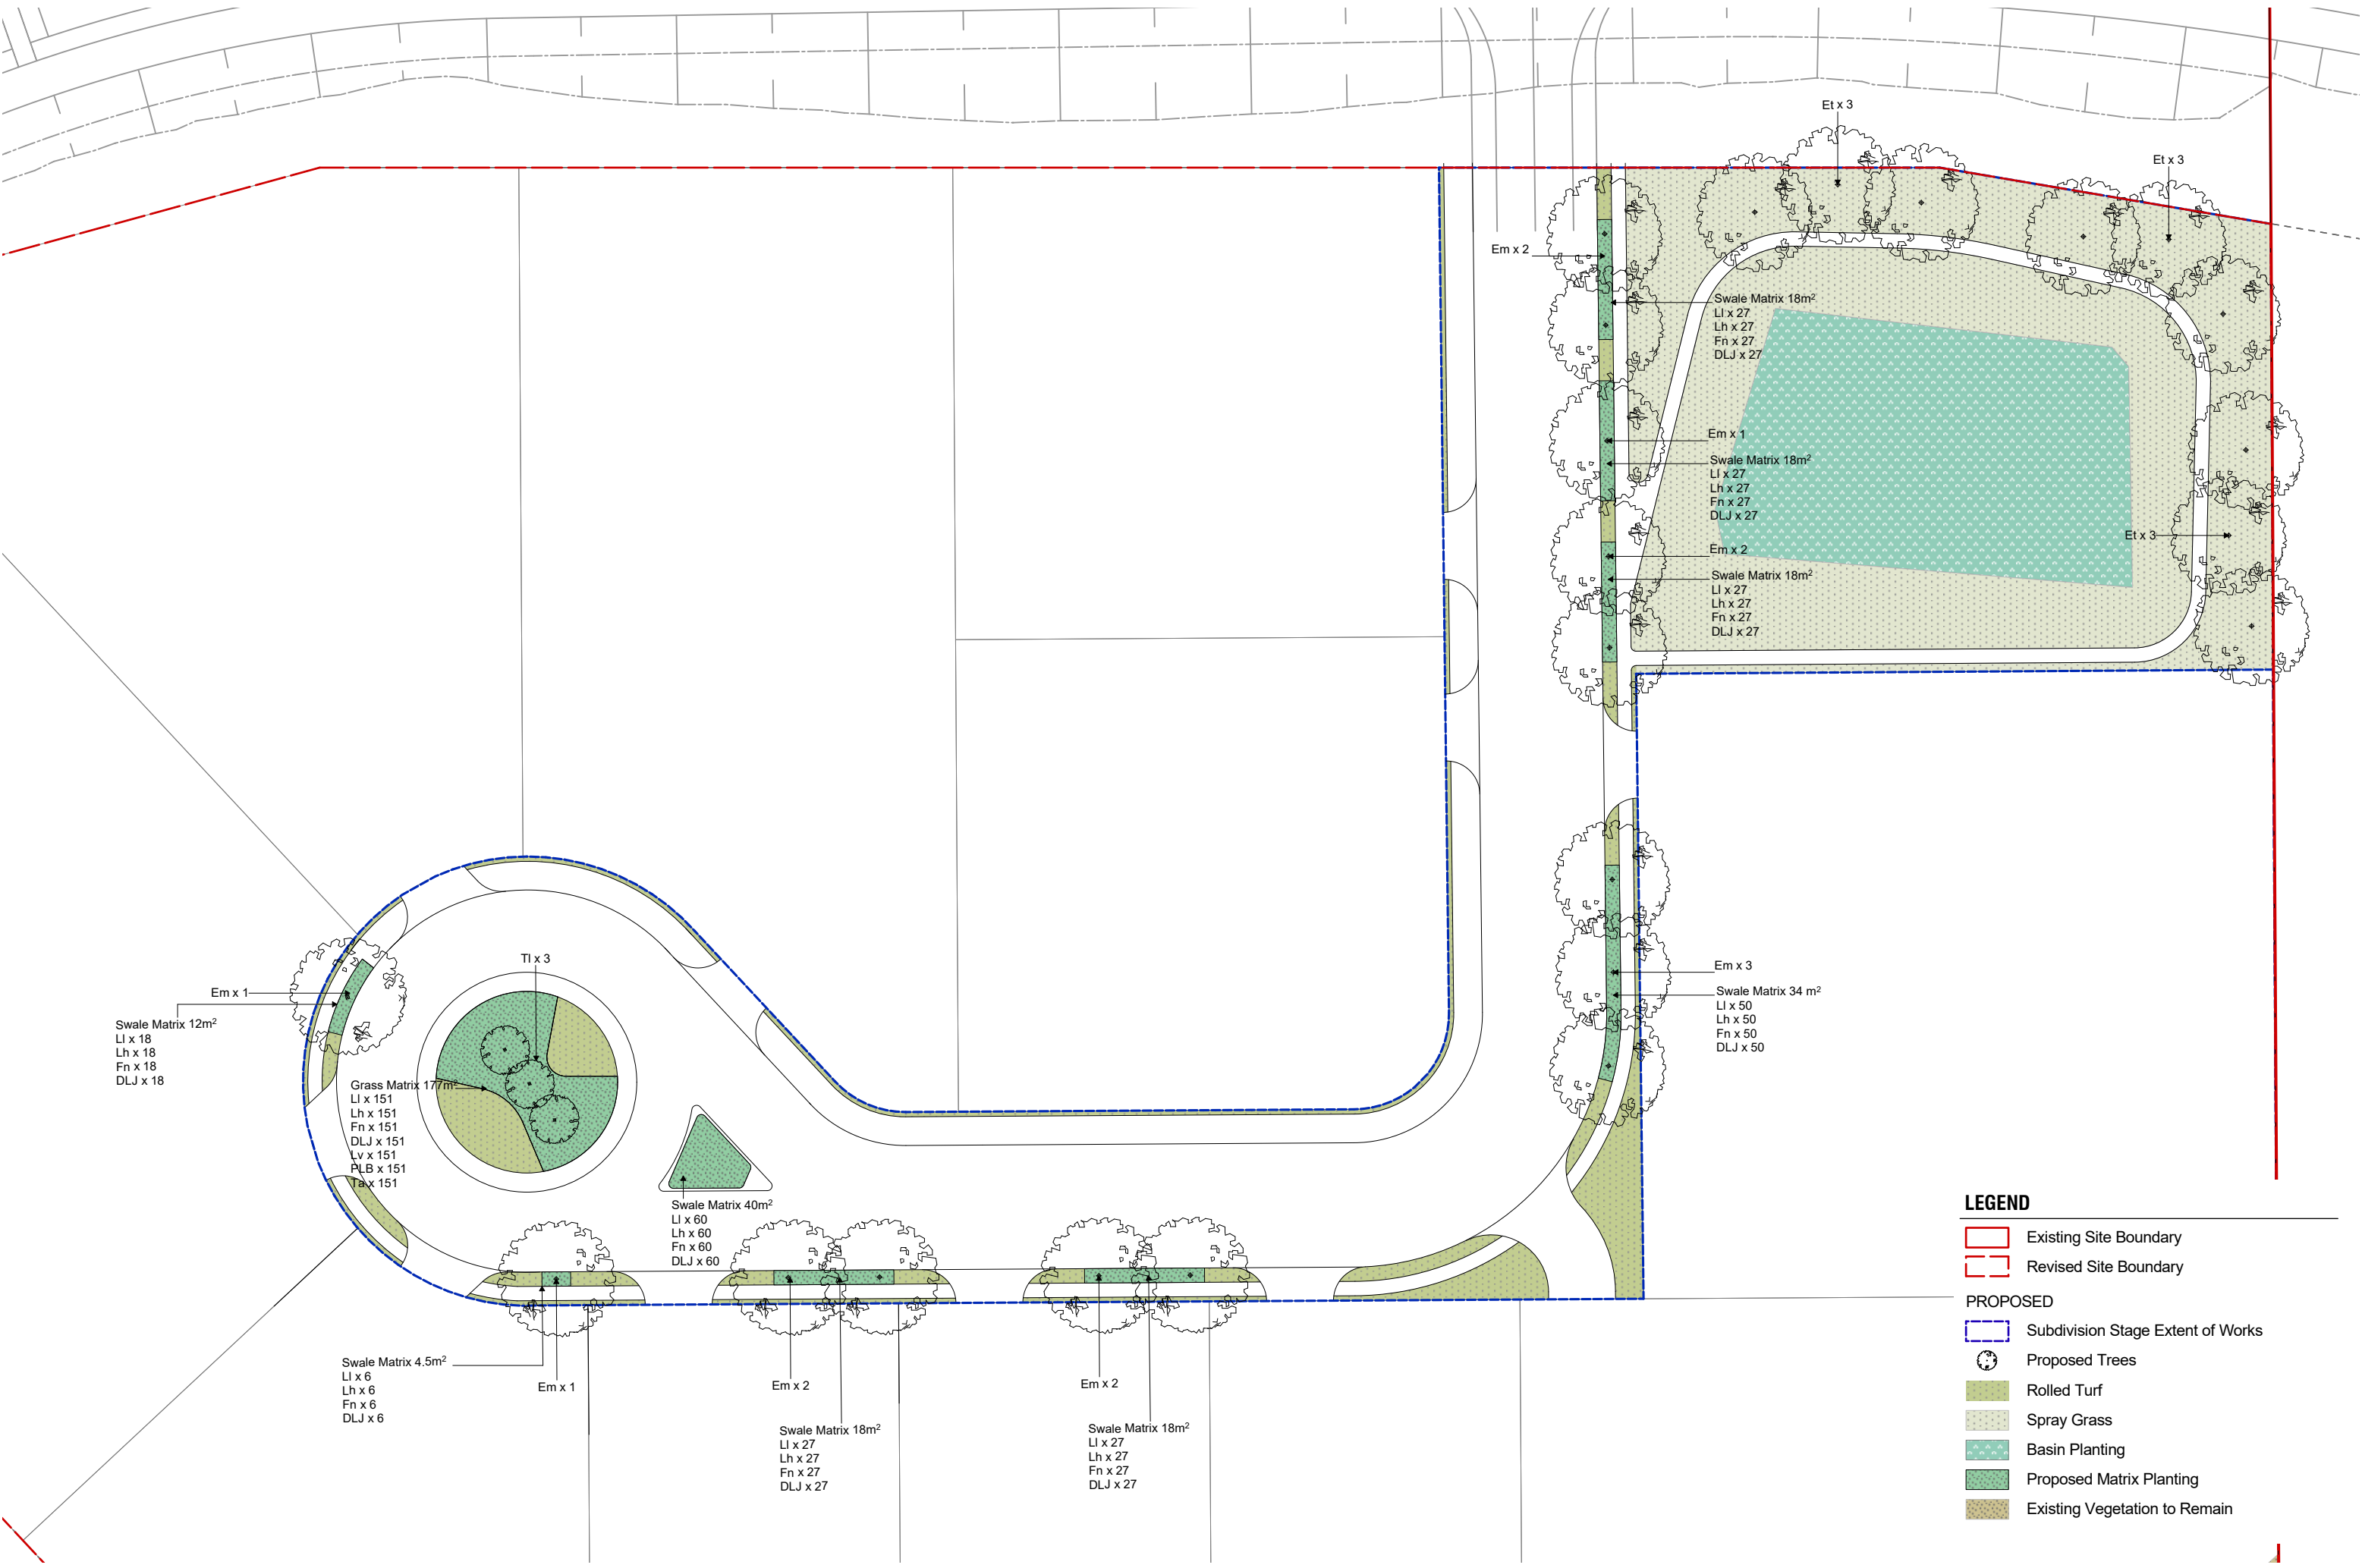 Et x 3
Et x 3
Em x 2
Swale Matrix 18m²
Ll x 27
Lh x 27
Fn x 27
DLJ x 27
Em x 1
Swale Matrix 18m²
Ll x 27
Lh x 27
Fn x 27
DLJ x 27
Et x 3
Em x 2
Swale Matrix 18m²
Ll x 27
Lh x 27
Fn x 27
DLJ x 27
Tl x 3
Em x 3
Em x 1
Swale Matrix 34 m²
Ll x 50
Lh x 50
Fn x 50
DLJ x 50
Swale Matrix 12m²
Ll x 18
Lh x 18
Fn x 18
DLJ x 18
Grass Matrix 177m²
Ll x 151
Lh x 151
Fn x 151
DLJ x 151
Lv x 151
PLB x 151
Ta x 151
Swale Matrix 40m²
Ll x 60
Lh x 60
Fn x 60
DLJ x 60
Swale Matrix 4.5m²
Ll x 6
Lh x 6
Fn x 6
DLJ x 6
Em x 1
Em x 2
Em x 2
Swale Matrix 18m²
Ll x 27
Lh x 27
Fn x 27
DLJ x 27
Swale Matrix 18m²
Ll x 27
Lh x 27
Fn x 27
DLJ x 27
LEGEND
Existing Site Boundary
Revised Site Boundary
PROPOSED
Subdivision Stage Extent of Works
Proposed Trees
Rolled Turf
Spray Grass
Basin Planting
Proposed Matrix Planting
Existing Vegetation to Remain